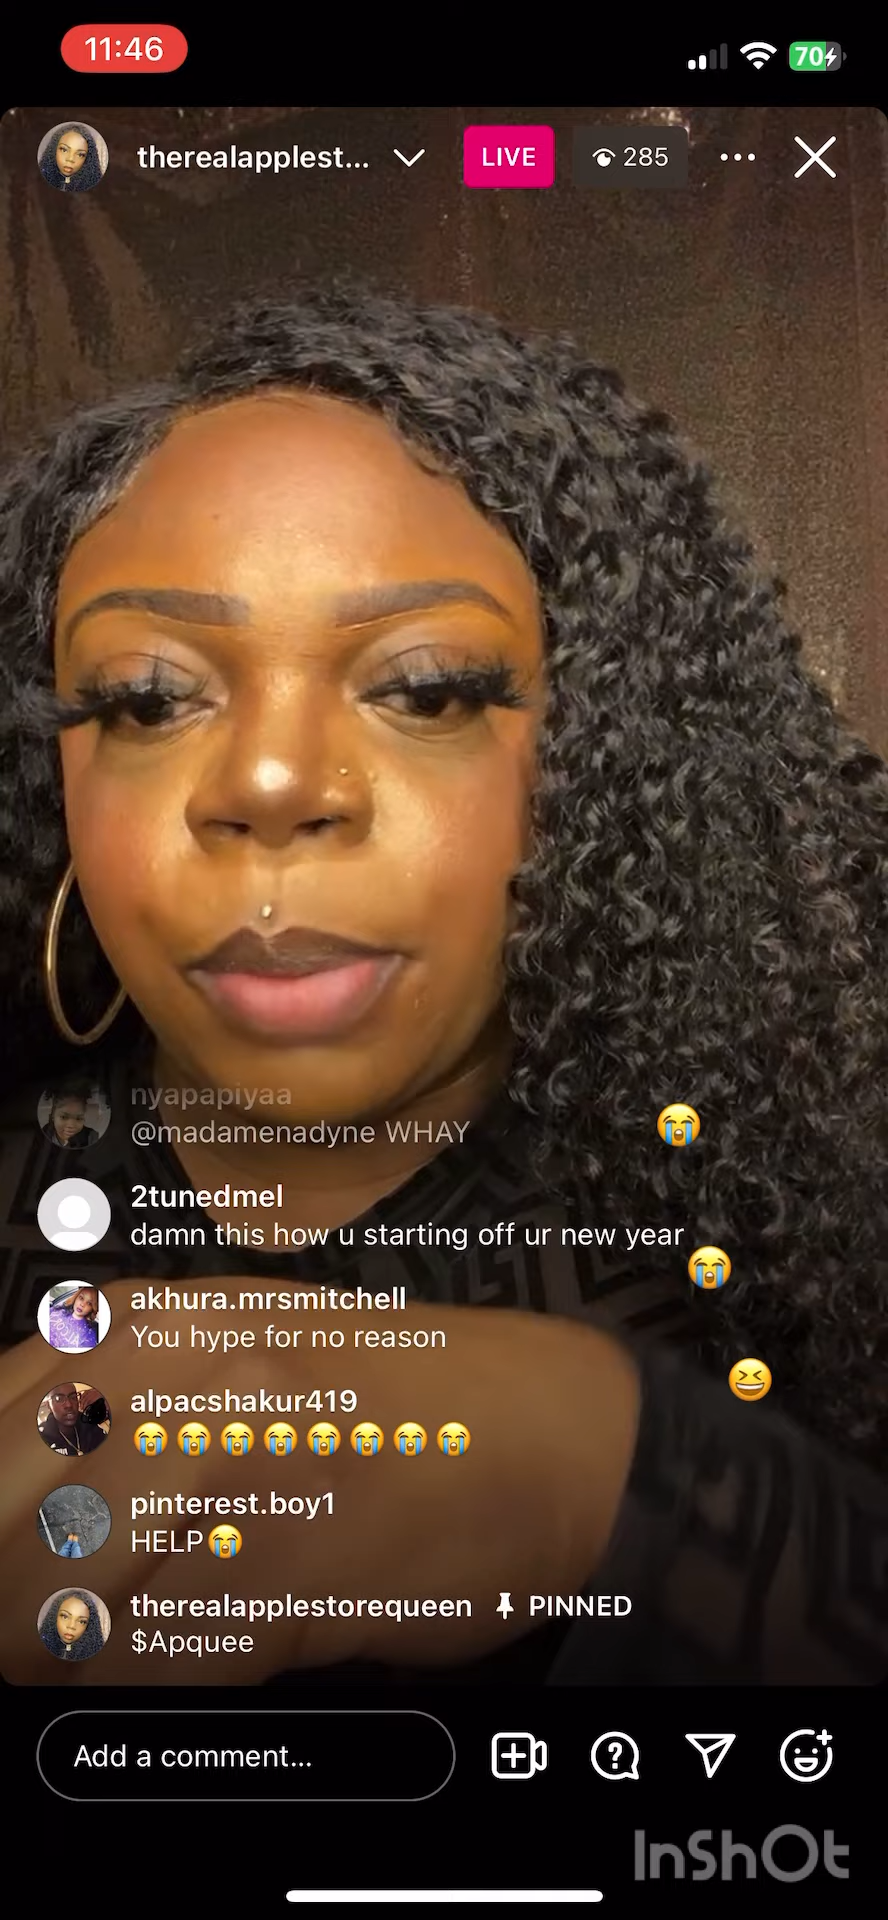 11:46
70
therealapplest...
LIVE
285
nyapapiyaa
@madamenadyne WHAY
😭
2tunedmel
damn this how u starting off ur new year
😭
akhura.mrsmitchell
You hype for no reason
😆
alpacshakur419
😭😭😭😭😭😭😭😭
pinterest.boy1
HELP😭
therealapplestorequeen PINNED
$Apquee
Add a comment...
InShOt